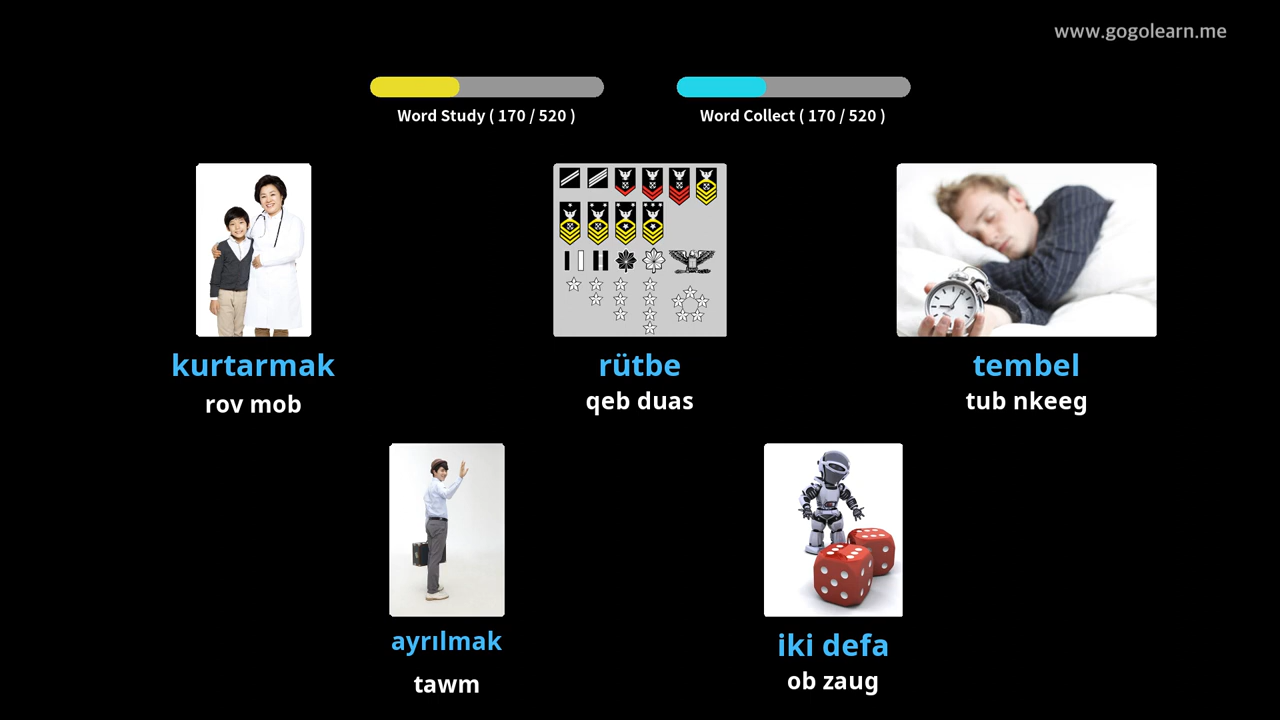 www.gogolearn.me
Word Study ( 170 / 520 )
Word Collect ( 170 / 520 )
kurtarmak
rov mob
rütbe
qeb duas
tembel
tub nkeeg
ayrılmak
tawm
iki defa
ob zaug